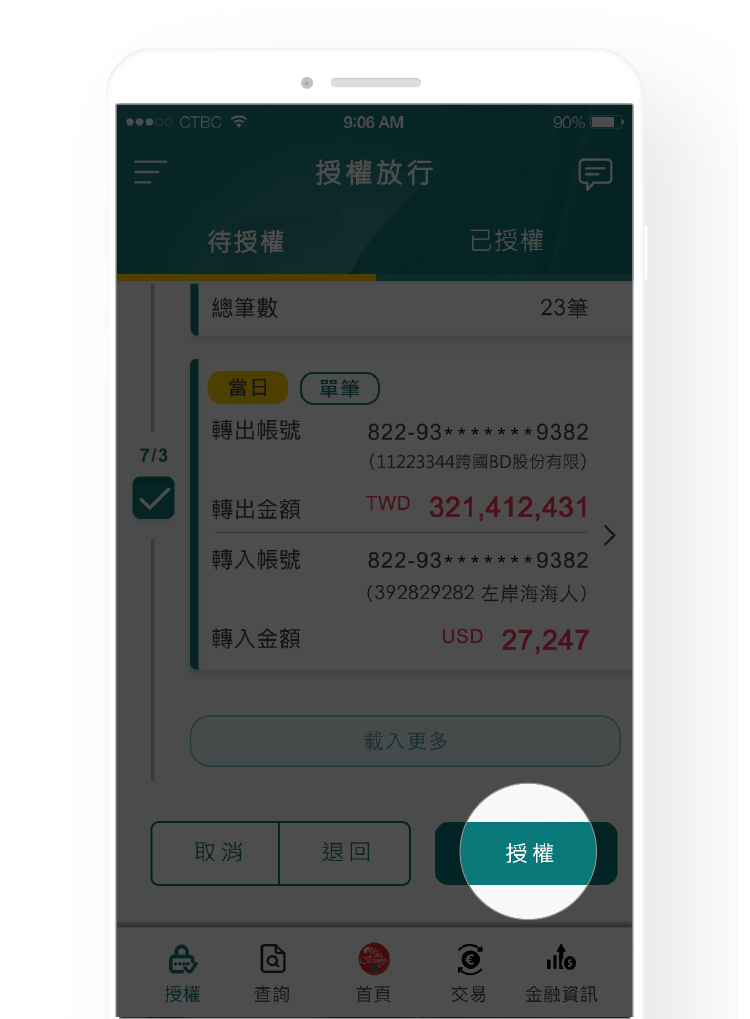 CTBC 9:06 AM 90%
授權放行
待授權 已授權
總筆數 23筆
當日 單筆
轉出帳號 822-93*******9382
(11223344跨國BD股份有限)
7/3
轉出金額 TWD 321,412,431
轉入帳號 822-93*******9382
(392829282 左岸海海人)
轉入金額 USD 27,247
載入更多
取消 退回 授權
授權 查詢 首頁 交易 金融資訊